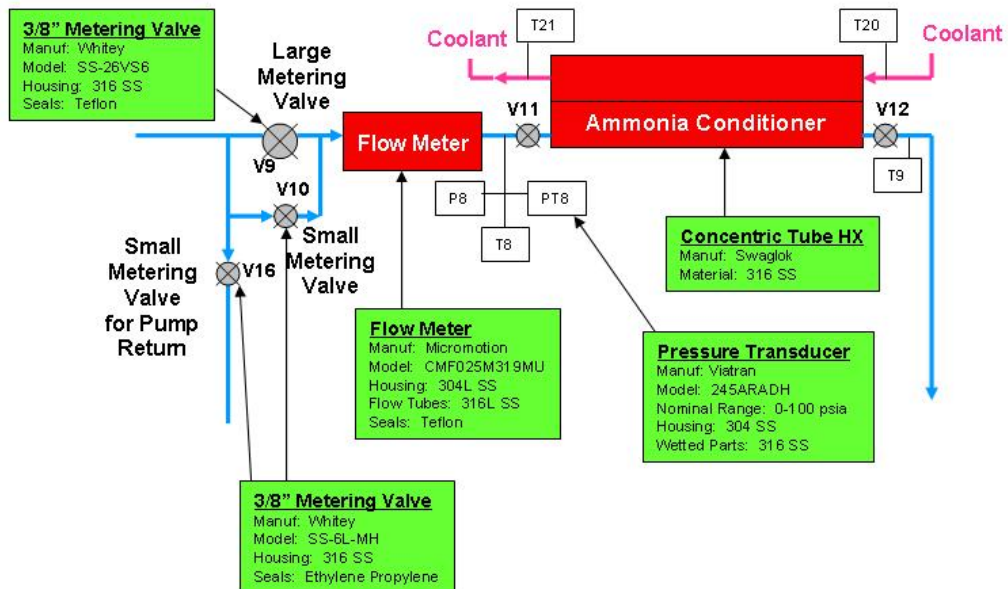 3/8” Metering Valve
Manuf: Whitey
Model: SS-26VS6
Housing: 316 SS
Seals: Teflon
Large
Metering
Valve
V9
V10
Small
Metering
Valve
V16
Small
Metering
Valve
for Pump
Return
Flow Meter
P8
PT8
T8
V11
T21
Coolant
T20
Coolant
Ammonia Conditioner
V12
T9
Concentric Tube HX
Manuf: Swaglok
Material: 316 SS
Flow Meter
Manuf: Micromotion
Model: CMF025M319MU
Housing: 304L SS
Flow Tubes: 316L SS
Seals: Teflon
Pressure Transducer
Manuf: Viatran
Model: 245ARADH
Nominal Range: 0-100 psia
Housing: 304 SS
Wetted Parts: 316 SS
3/8” Metering Valve
Manuf: Whitey
Model: SS-6L-MH
Housing: 316 SS
Seals: Ethylene Propylene